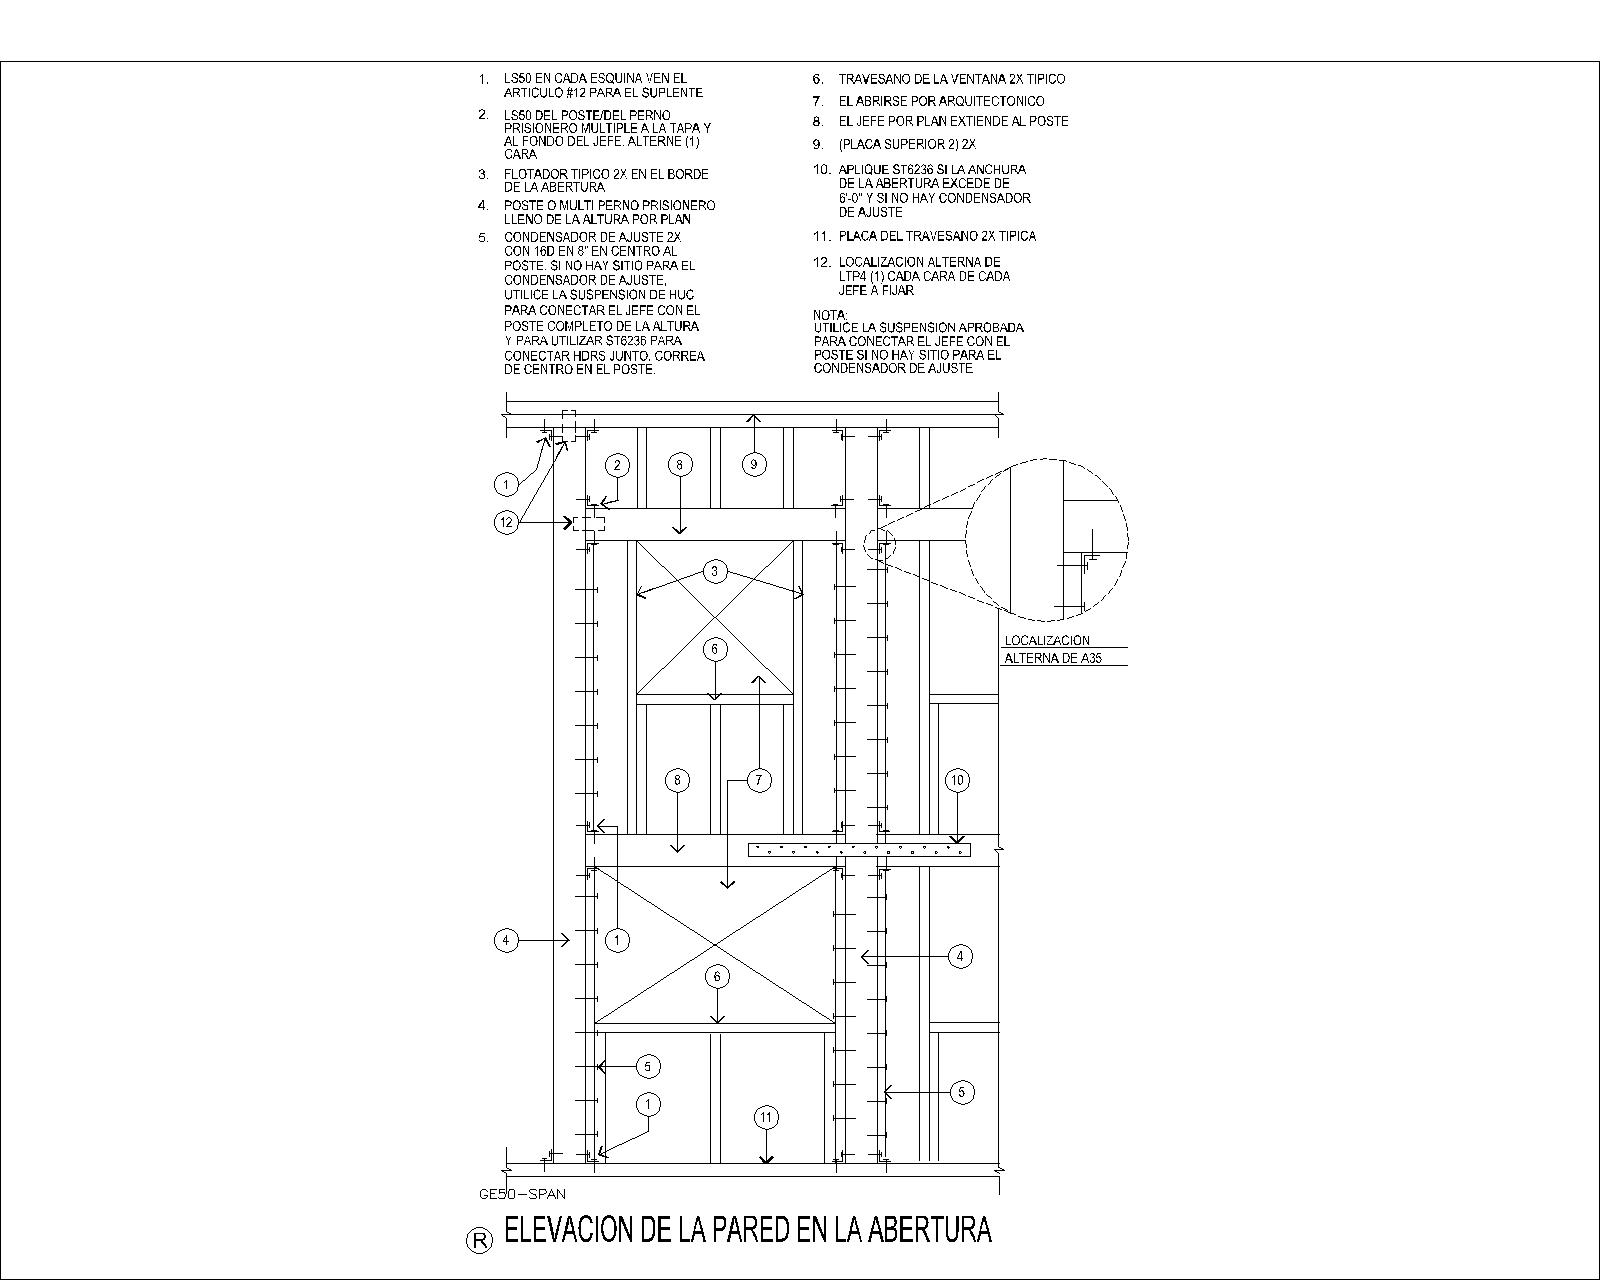 1. LS50 EN CADA ESQUINA VEN EL
ARTICULO #12 PARA EL SUPLENTE
2. LS50 DEL POSTE/DEL PERNO
PRISIONERO MULTIPLE A LA TAPA Y
AL FONDO DEL JEFE. ALTERNE (1)
CARA
3. FLOTADOR TIPICO 2X EN EL BORDE
DE LA ABERTURA
4. POSTE O MULTI PERNO PRISIONERO
LLENO DE LA ALTURA POR PLAN
5. CONDENSADOR DE AJUSTE 2X
CON 16D EN 8" EN CENTRO AL
POSTE. SI NO HAY SITIO PARA EL
CONDENSADOR DE AJUSTE,
UTILICE LA SUSPENSION DE HUC
PARA CONECTAR EL JEFE CON EL
POSTE COMPLETO DE LA ALTURA
Y PARA UTILIZAR ST6236 PARA
CONECTAR HDRS JUNTO. CORREA
DE CENTRO EN EL POSTE.
6. TRAVESANO DE LA VENTANA 2X TIPICO
7. EL ABRIRSE POR ARQUITECTONICO
8. EL JEFE POR PLAN EXTIENDE AL POSTE
9. (PLACA SUPERIOR 2) 2X
10. APLIQUE ST6236 SI LA ANCHURA
DE LA ABERTURA EXCEDE DE
6'-0" Y SI NO HAY CONDENSADOR
DE AJUSTE
11. PLACA DEL TRAVESANO 2X TIPICA
12. LOCALIZACION ALTERNA DE
LTP4 (1) CADA CARA DE CADA
JEFE A FIJAR
NOTA:
UTILICE LA SUSPENSION APROBADA
PARA CONECTAR EL JEFE CON EL
POSTE SI NO HAY SITIO PARA EL
CONDENSADOR DE AJUSTE
2
8
9
1
12
3
6
LOCALIZACION
ALTERNA DE A35
8
7
10
4
1
4
6
5
1
11
5
GE50-SPAN
R ELEVACION DE LA PARED EN LA ABERTURA